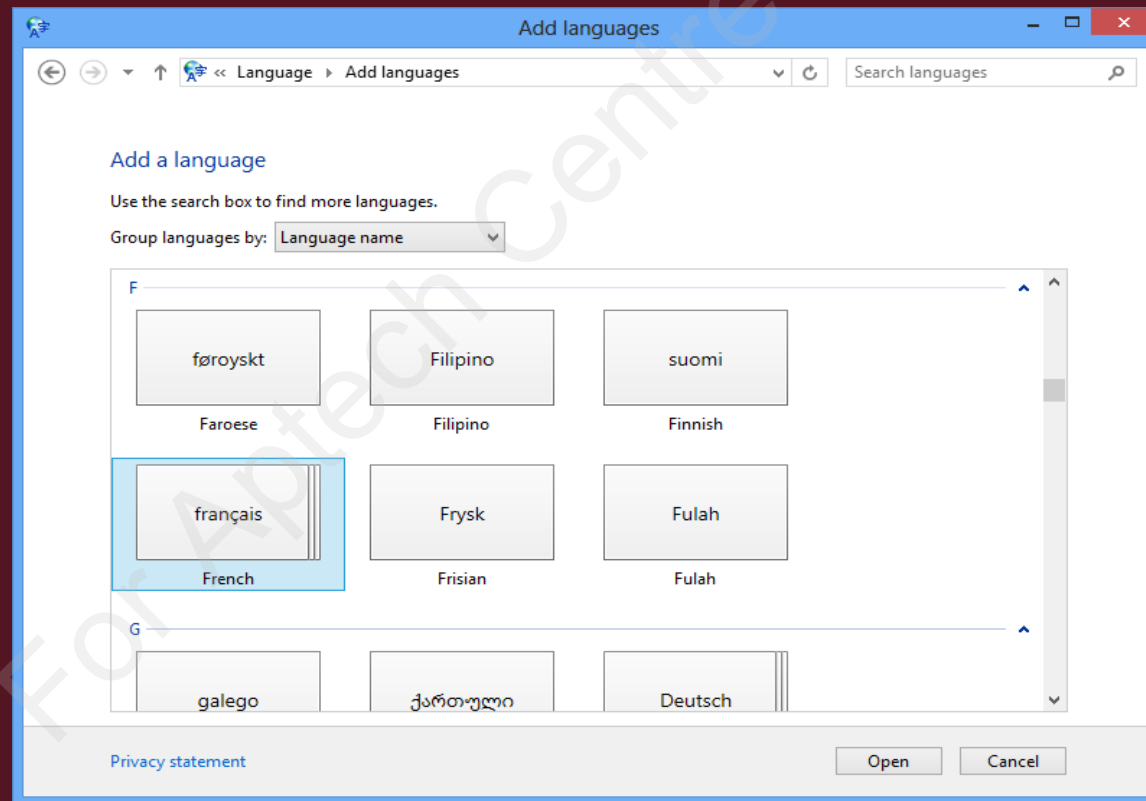 Add languages
« Language ▸ Add languages
Search languages
Add a language
Use the search box to find more languages.
Group languages by: Language name
F
føroyskt Filipino suomi
Faroese Filipino Finnish
français Frysk Fulah
French Frisian Fulah
G
galego ქართული Deutsch
Privacy statement Open Cancel
For Aptech Centre